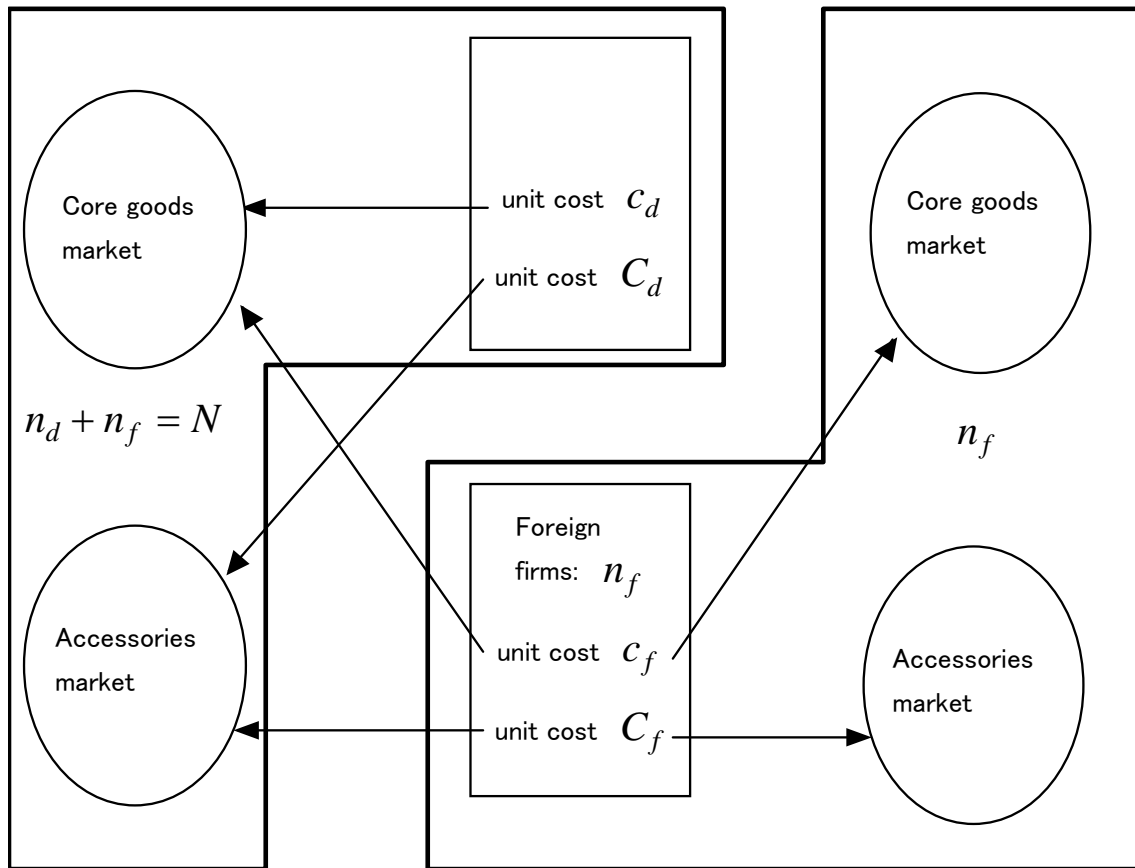 Core goods
market
unit cost c_d
unit cost C_d
Core goods
market
n_d + n_f = N
n_f
Foreign
firms: n_f
Accessories
market
unit cost c_f
unit cost C_f
Accessories
market